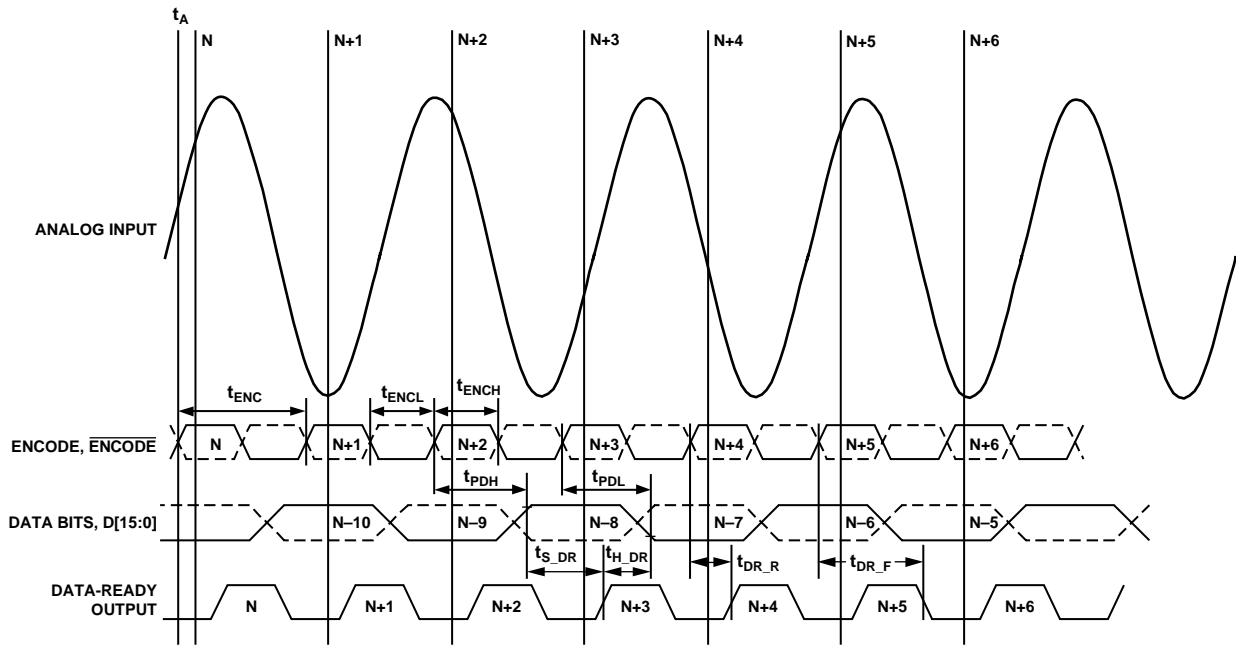 tA
N N+1 N+2 N+3 N+4 N+5 N+6
ANALOG INPUT
tENC tENCL tENCH
ENCODE, ENCODE N N+1 N+2 N+3 N+4 N+5 N+6
tPDH tPDL
DATA BITS, D[15:0] N–10 N–9 N–8 N–7 N–6 N–5
tS_DR tH_DR tDR_R tDR_F
DATA-READY
OUTPUT
N N+1 N+2 N+3 N+4 N+5 N+6